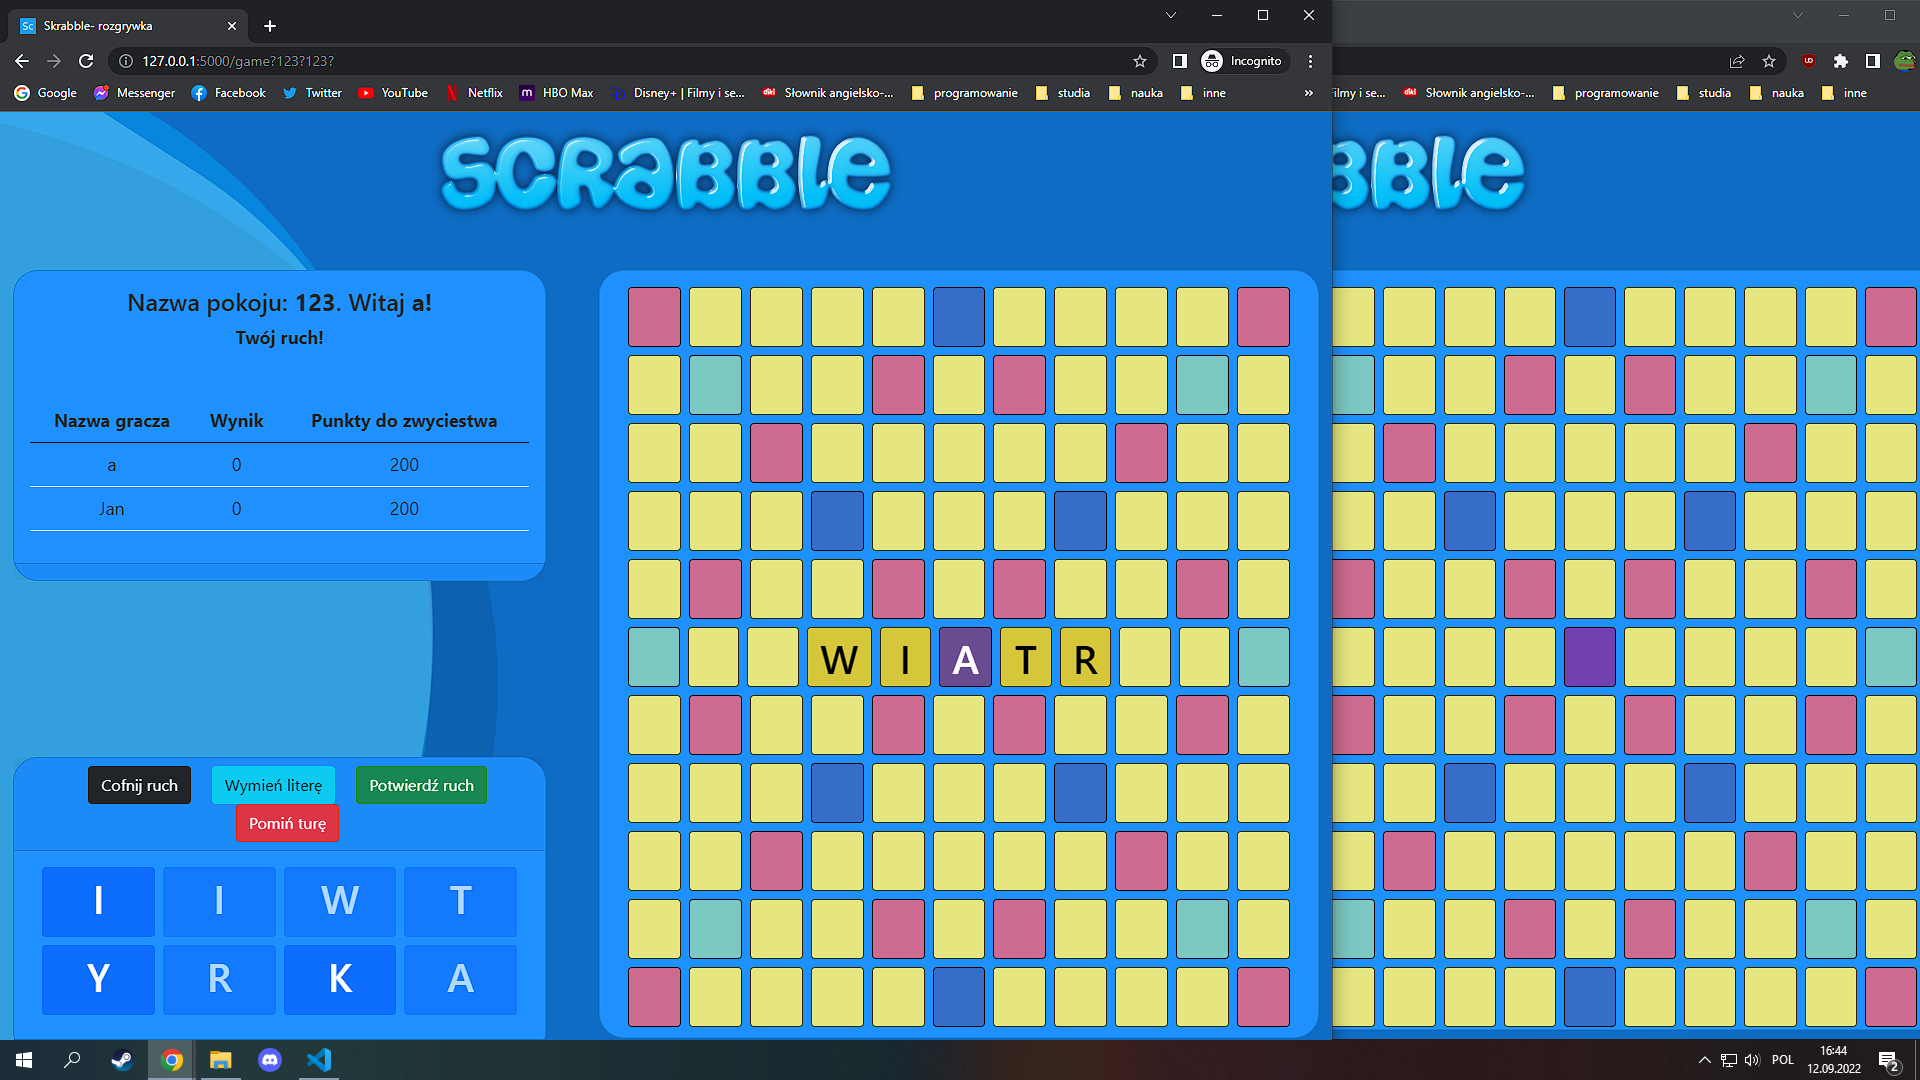 Skrabble- rozgrywka
127.0.0.1:5000/game?123?123?
Incognito
Google Messenger Facebook Twitter YouTube Netflix HBO Max Disney+ | Filmy i se... Słownik angielsko-... programowanie studia nauka inne »
ilmy i se... Słownik angielsko-... programowanie studia nauka inne
SCRABBLE
BBLE
Nazwa pokoju: 123. Witaj a!
Twój ruch!
Nazwa gracza Wynik Punkty do zwyciestwa
a 0 200
Jan 0 200
W I A T R
Cofnij ruch Wymień literę Potwierdź ruch
Pomiń turę
I I W T
Y R K A
POL
16:44
12.09.2022
2